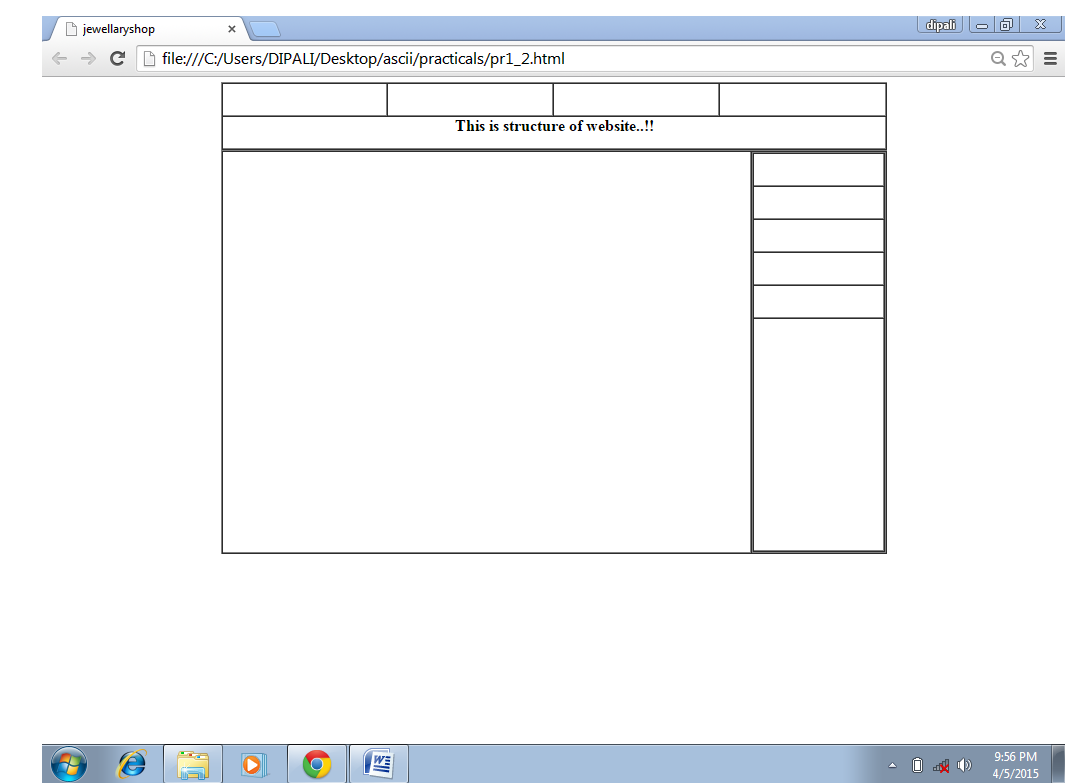 jewellaryshop
dipali
file:///C:/Users/DIPALI/Desktop/ascii/practicals/pr1_2.html
This is structure of website..!!
9:56 PM
4/5/2015